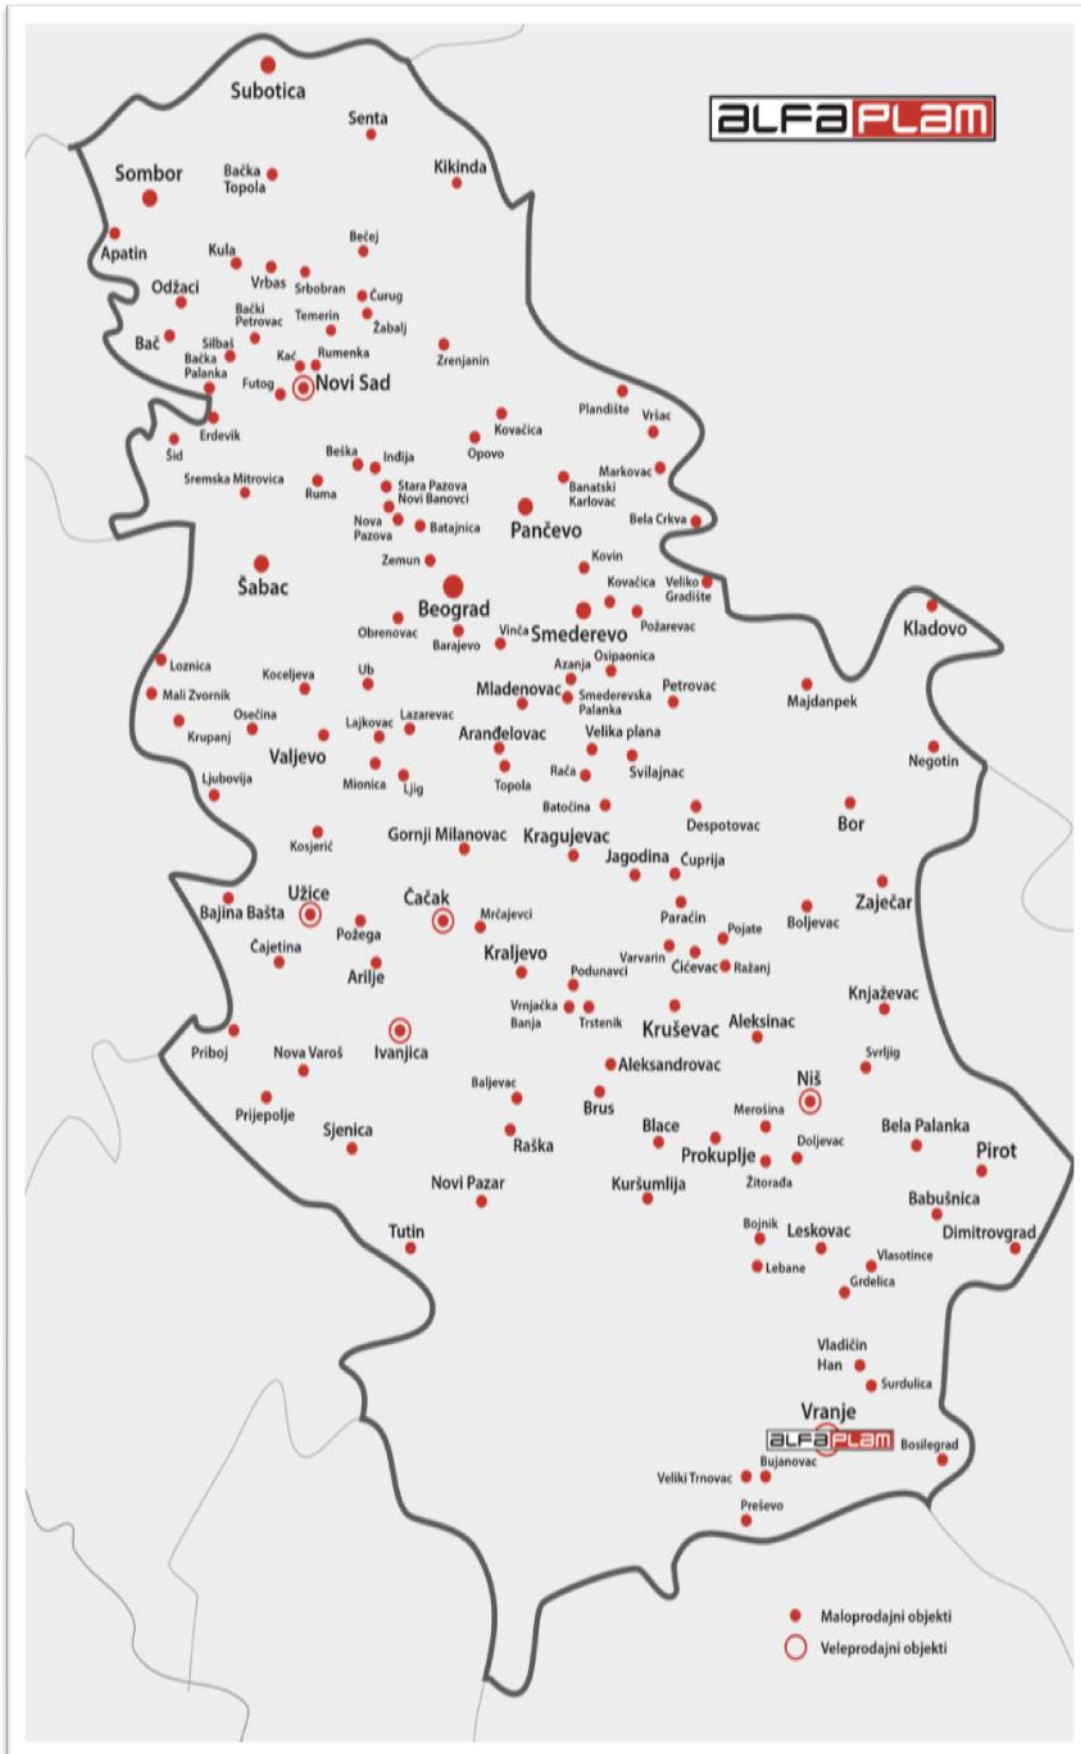 ALFA PLAM
Subotica
Senta
Kikinda
Sombor
Bačka
Topola
Apatin
Bečej
Kula
Vrbas
Srbobran
Odžaci
Čurug
Bački
Petrovac
Temerin
Žabalj
Bač
Silbaš
Bačka
Palanka
Kać
Rumenka
Zrenjanin
Futog
Novi Sad
Plandište
Vršac
Kovačica
Erdevik
Šid
Opovo
Beška
Inđija
Markovac
Sremska Mitrovica
Ruma
Stara Pazova
Novi Banovci
Banatski
Karlovac
Nova
Pazova
Batajnica
Pančevo
Bela Crkva
Zemun
Kovin
Šabac
Kovačica
Veliko
Gradište
Beograd
Kladovo
Obrenovac
Barajevo
Vinča
Smederevo
Požarevac
Loznica
Koceljeva
Ub
Azanja
Osipaonica
Mali Zvornik
Mladenovac
Smederevska
Palanka
Petrovac
Majdanpek
Krupanj
Osečina
Lajkovac
Lazarevac
Valjevo
Aranđelovac
Velika plana
Negotin
Ljubovija
Mionica
Ljig
Topola
Rača
Svilajnac
Batočina
Despotovac
Bor
Kosjerić
Gornji Milanovac
Kragujevac
Jagodina
Ćuprija
Užice
Čačak
Zaječar
Bajina Bašta
Požega
Mrčajevci
Paraćin
Boljevac
Čajetina
Arilje
Kraljevo
Pojate
Varvarin
Ćićevac
Ražanj
Podunavci
Vrnjačka
Banja
Trstenik
Kruševac
Aleksinac
Knjaževac
Priboj
Nova Varoš
Ivanjica
Svrljig
Aleksandrovac
Baljevac
Brus
Niš
Prijepolje
Sjenica
Raška
Blace
Merošina
Prokuplje
Doljevac
Bela Palanka
Pirot
Novi Pazar
Kuršumlija
Žitorađa
Babušnica
Tutin
Bojnik
Leskovac
Dimitrovgrad
Lebane
Vlasotince
Grdelica
Vladičin
Han
Surdulica
Vranje
ALFA PLAM
Bosilegrad
Bujanovac
Veliki Trnovac
Preševo
Maloprodajni objekti
Veleprodajni objekti